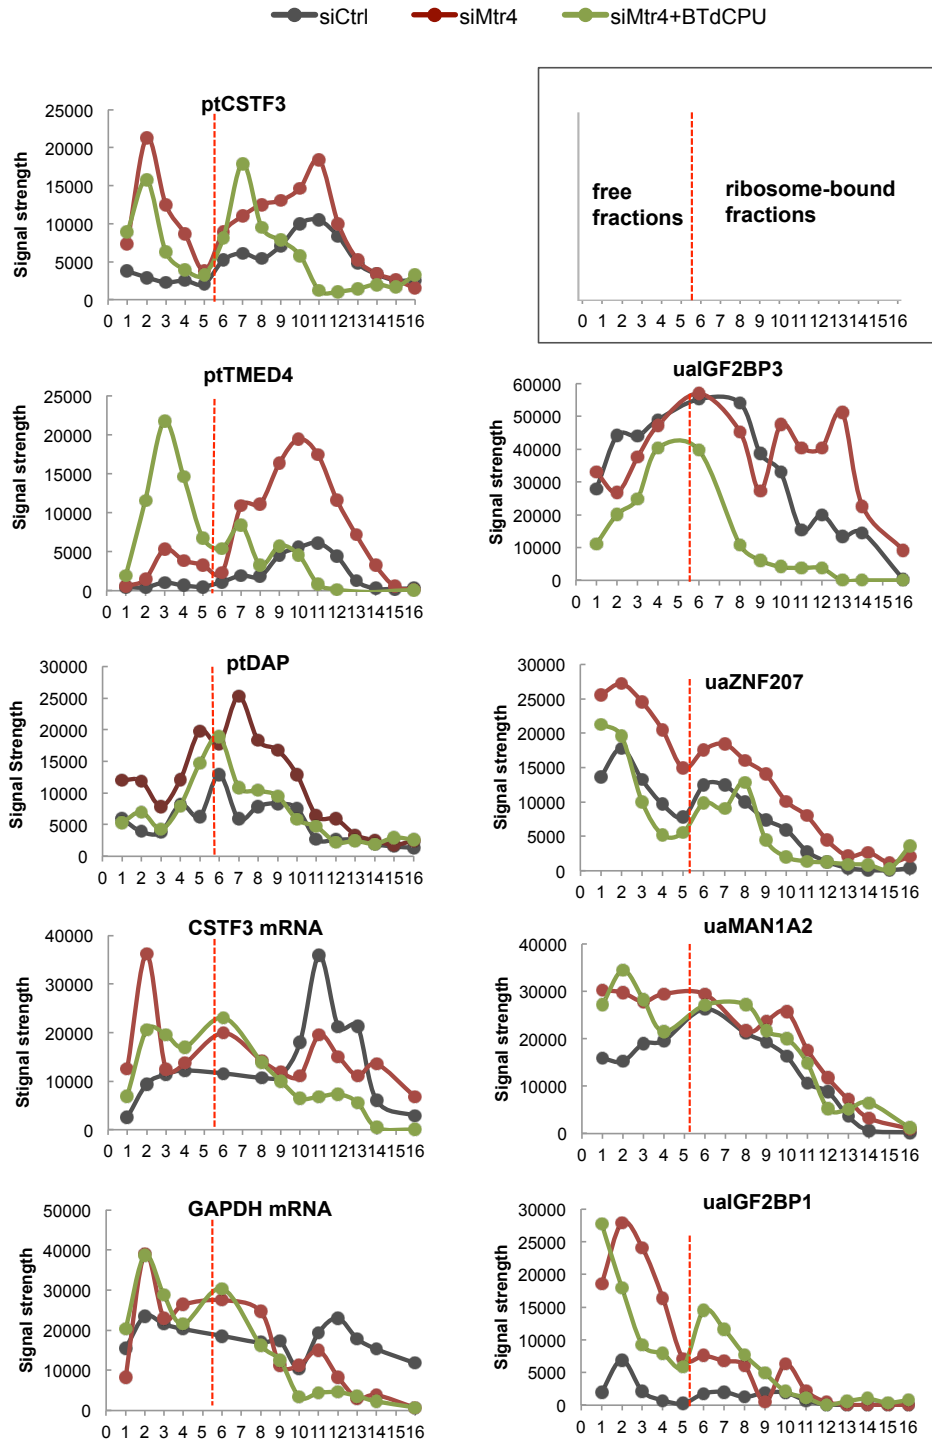 siCtrl siMtr4 siMtr4+BTdCPU
ptCSTF3
Signal strength
25000
20000
15000
10000
5000
0
0 1 2 3 4 5 6 7 8 9 10 11 12 13 14 15 16
free fractions
ribosome-bound fractions
0 1 2 3 4 5 6 7 8 9 10 11 12 13 14 15 16
ptTMED4
Signal strength
25000
20000
15000
10000
5000
0
0 1 2 3 4 5 6 7 8 9 10 11 12 13 14 15 16
uaIGF2BP3
Signal strength
60000
50000
40000
30000
20000
10000
0
0 1 2 3 4 5 6 7 8 9 10 11 12 13 14 15 16
ptDAP
Signal Strength
30000
25000
20000
15000
10000
5000
0
0 1 2 3 4 5 6 7 8 9 10 11 12 13 14 15 16
uaZNF207
Signal strength
30000
25000
20000
15000
10000
5000
0
0 1 2 3 4 5 6 7 8 9 10 11 12 13 14 15 16
CSTF3 mRNA
Stignal strength
40000
30000
20000
10000
0
0 1 2 3 4 5 6 7 8 9 10 11 12 13 14 15 16
uaMAN1A2
Signal strength
40000
30000
20000
10000
0
0 1 2 3 4 5 6 7 8 9 10 11 12 13 14 15 16
GAPDH mRNA
Signal strength
50000
40000
30000
20000
10000
0
0 1 2 3 4 5 6 7 8 9 10 11 12 13 14 15 16
uaIGF2BP1
Signal strength
30000
25000
20000
15000
10000
5000
0
0 1 2 3 4 5 6 7 8 9 10 11 12 13 14 15 16